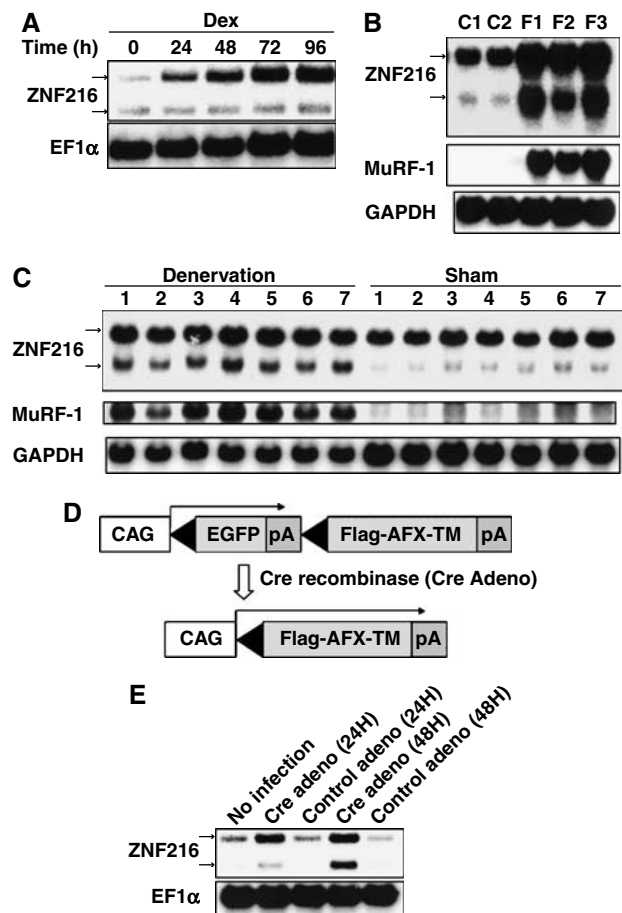 A
Dex
Time (h) 0 24 48 72 96
ZNF216
EF1α
B
C1 C2 F1 F2 F3
ZNF216
MuRF-1
GAPDH
C
Denervation Sham
1 2 3 4 5 6 7 1 2 3 4 5 6 7
ZNF216
MuRF-1
GAPDH
D
CAG EGFP pA Flag-AFX-TM pA
Cre recombinase (Cre Adeno)
CAG Flag-AFX-TM pA
E
No infection
Cre adeno (24H)
Control adeno (24H)
Cre adeno (48H)
Control adeno (48H)
ZNF216
EF1α